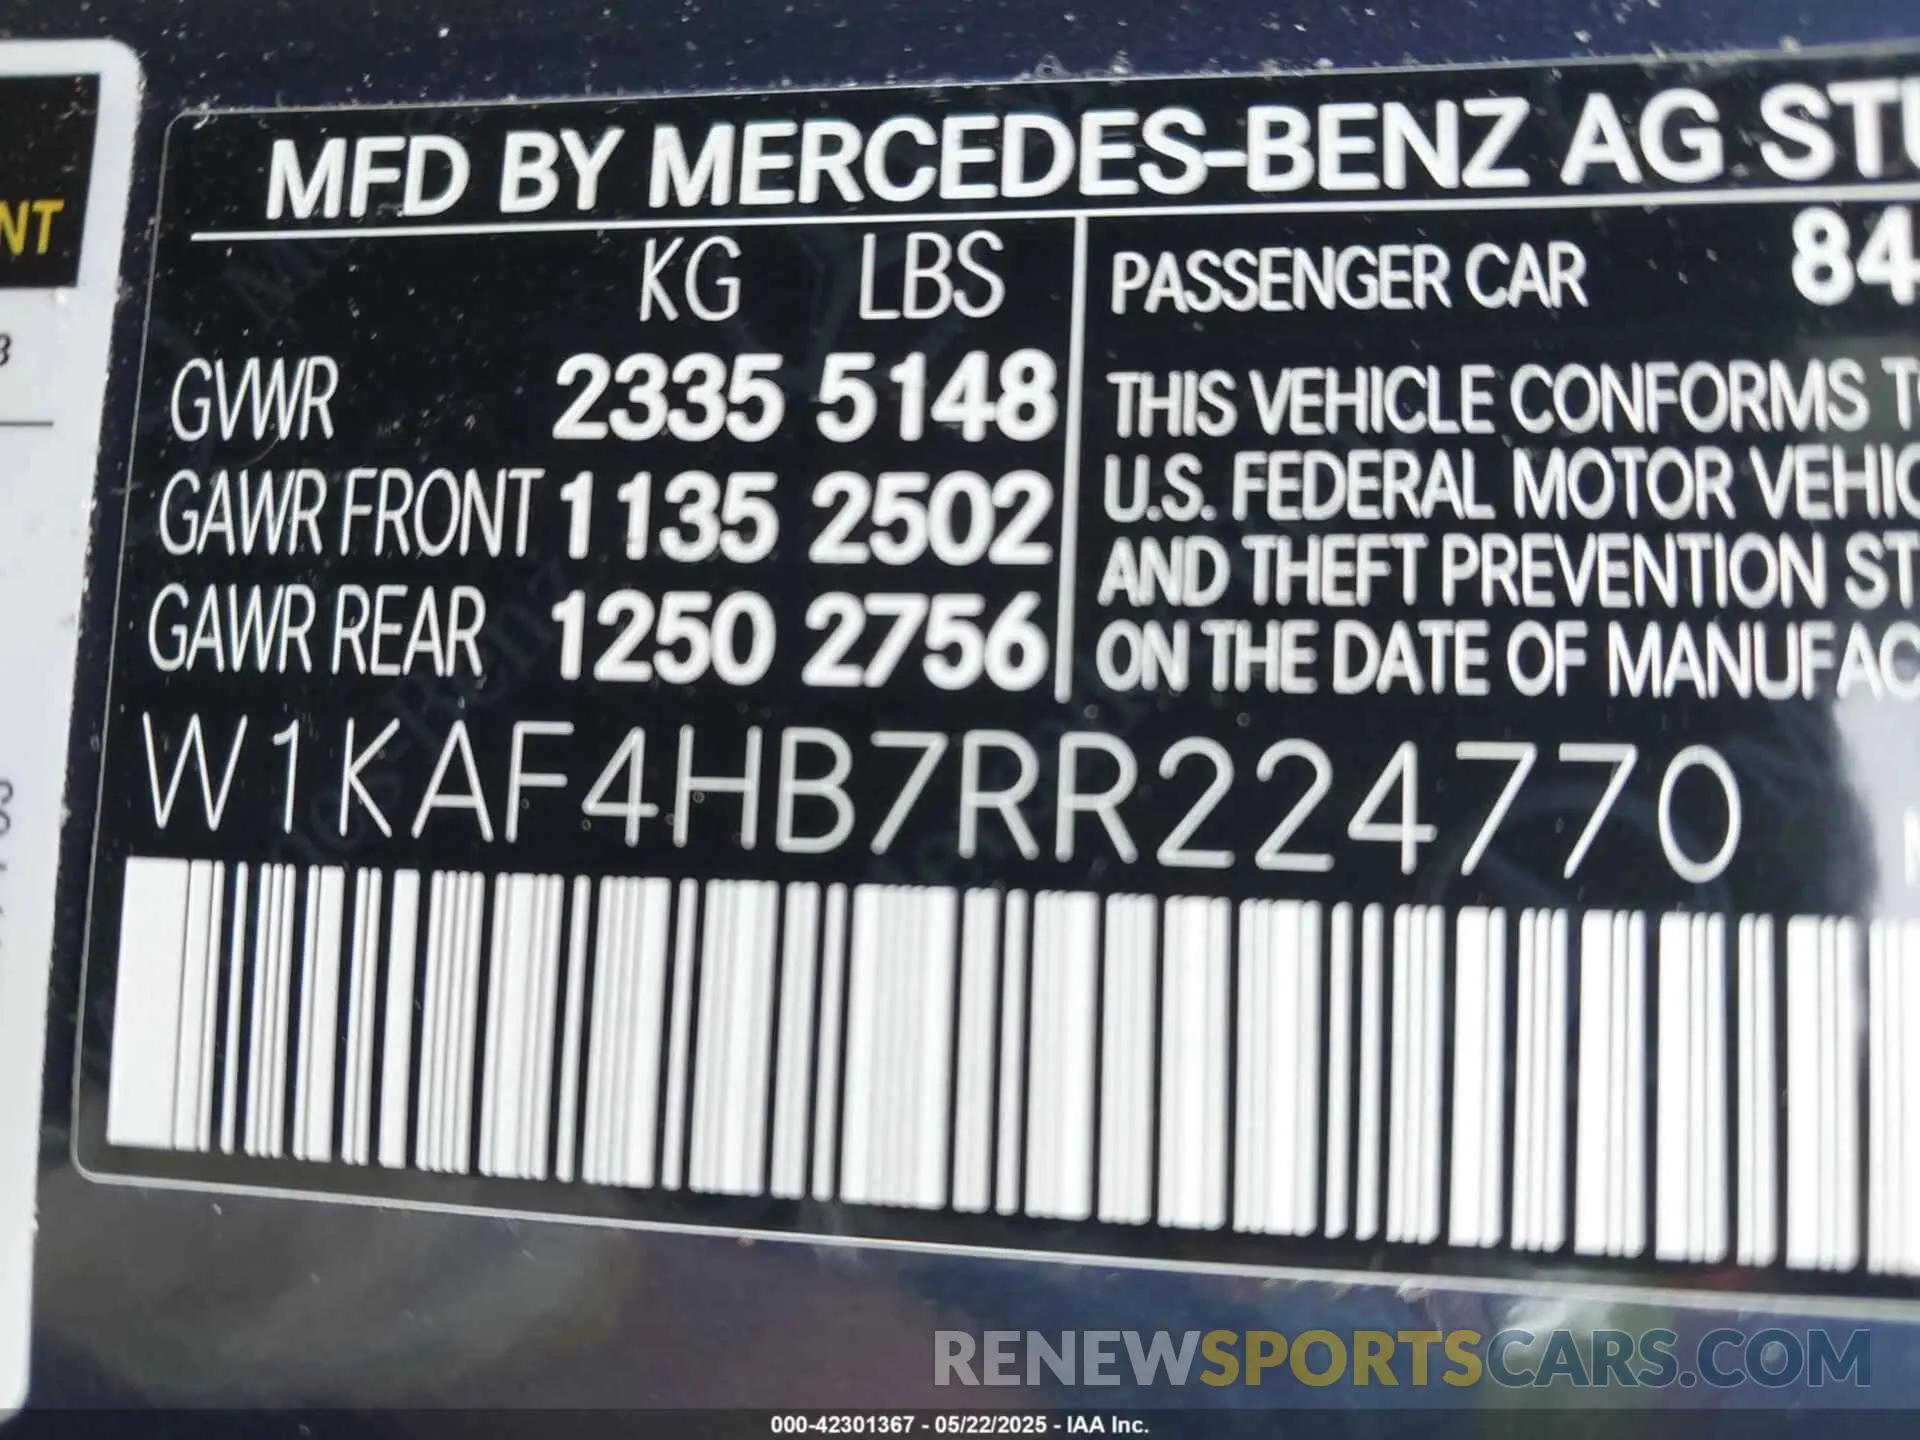 MFD BY MERCEDES-BENZ AG STU
NT
KG LBS PASSENGER CAR 84
GVWR 2335 5148 THIS VEHICLE CONFORMS TO
GAWR FRONT 1135 2502 U.S. FEDERAL MOTOR VEHIC
GAWR REAR 1250 2756 AND THEFT PREVENTION ST
ON THE DATE OF MANUFAC
W1KAF4HB7RR224770
RENEWSPORTSCARS.COM
000-42301367 - 05/22/2025 - IAA Inc.